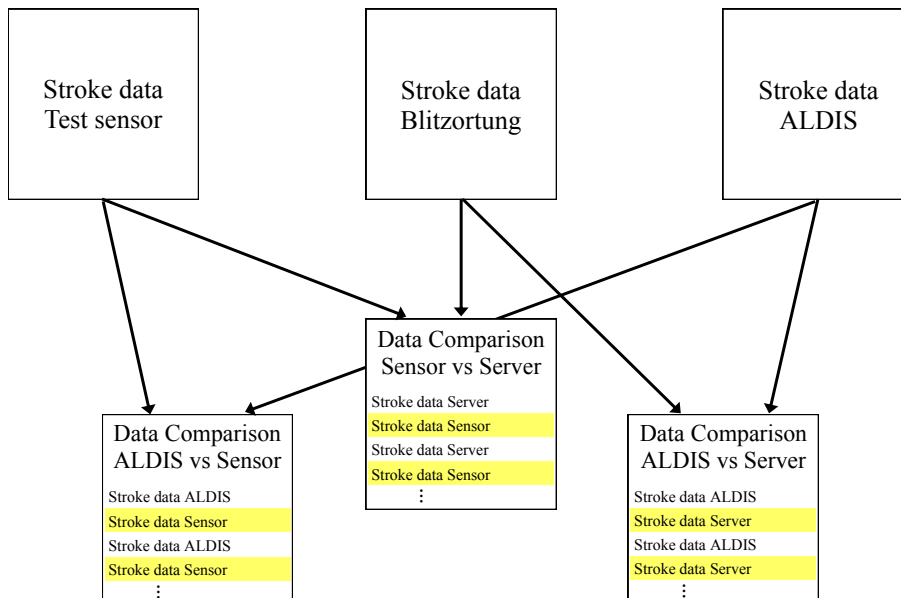 Stroke data
Test sensor
Stroke data
Blitzortung
Stroke data
ALDIS
Data Comparison
Sensor vs Server
Stroke data Server
Stroke data Sensor
Stroke data Server
Stroke data Sensor
⋮
Data Comparison
ALDIS vs Sensor
Stroke data ALDIS
Stroke data Sensor
Stroke data ALDIS
Stroke data Sensor
⋮
Data Comparison
ALDIS vs Server
Stroke data ALDIS
Stroke data Server
Stroke data ALDIS
Stroke data Server
⋮